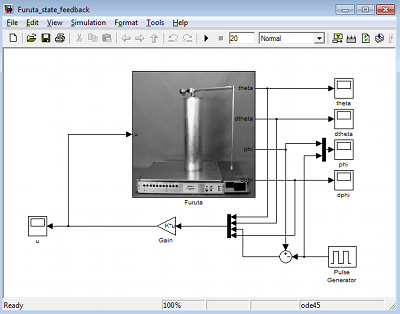 Furuta_state_feedback
File Edit View Simulation Format Tools Help
20 Normal
theta
dtheta
phi
dphi
u
theta
dtheta
phi
dphi
Furuta
u
K*u
Gain
+
-
Pulse
Generator
Ready 100% ode45